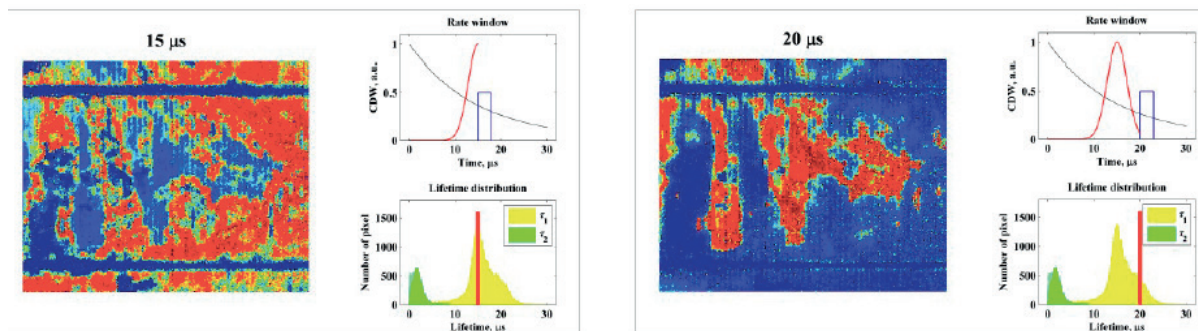 15 μs
Rate window
CDW, a.u.
1
0.5
0
0 10 20 30
Time, μs
Lifetime distribution
Number of pixel
1500
1000
500
0
τ1
τ2
0 10 20 30
Lifetime, μs
20 μs
Rate window
CDW, a.u.
1
0.5
0
0 10 20 30
Time, μs
Lifetime distribution
Number of pixel
1500
1000
500
0
τ1
τ2
0 10 20 30
Lifetime, μs